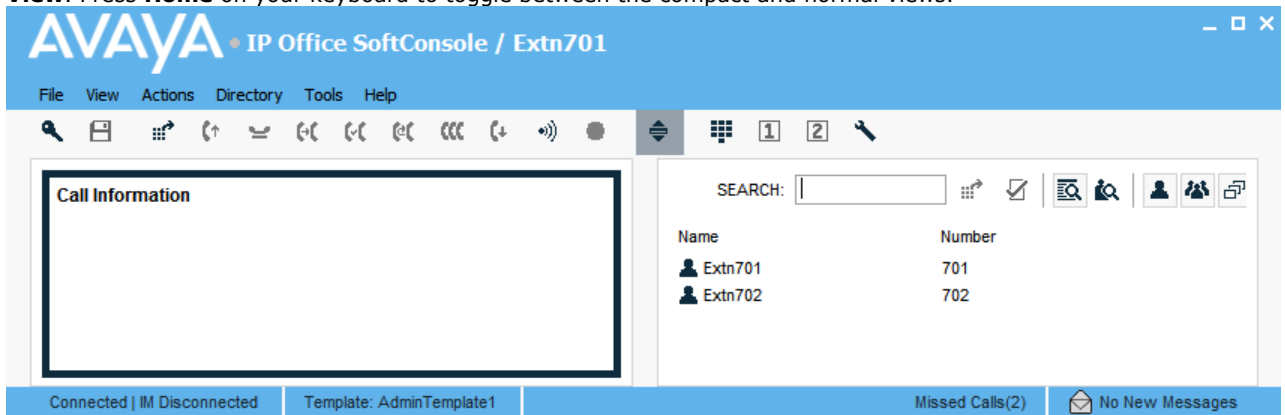 View. Press Home on your keyboard to toggle between the compact and normal views.
AVAYA • IP Office SoftConsole / Extn701
File View Actions Directory Tools Help
1 2
Call Information
SEARCH:
Name Number
Extn701 701
Extn702 702
Connected | IM Disconnected Template: AdminTemplate1 Missed Calls(2) No New Messages